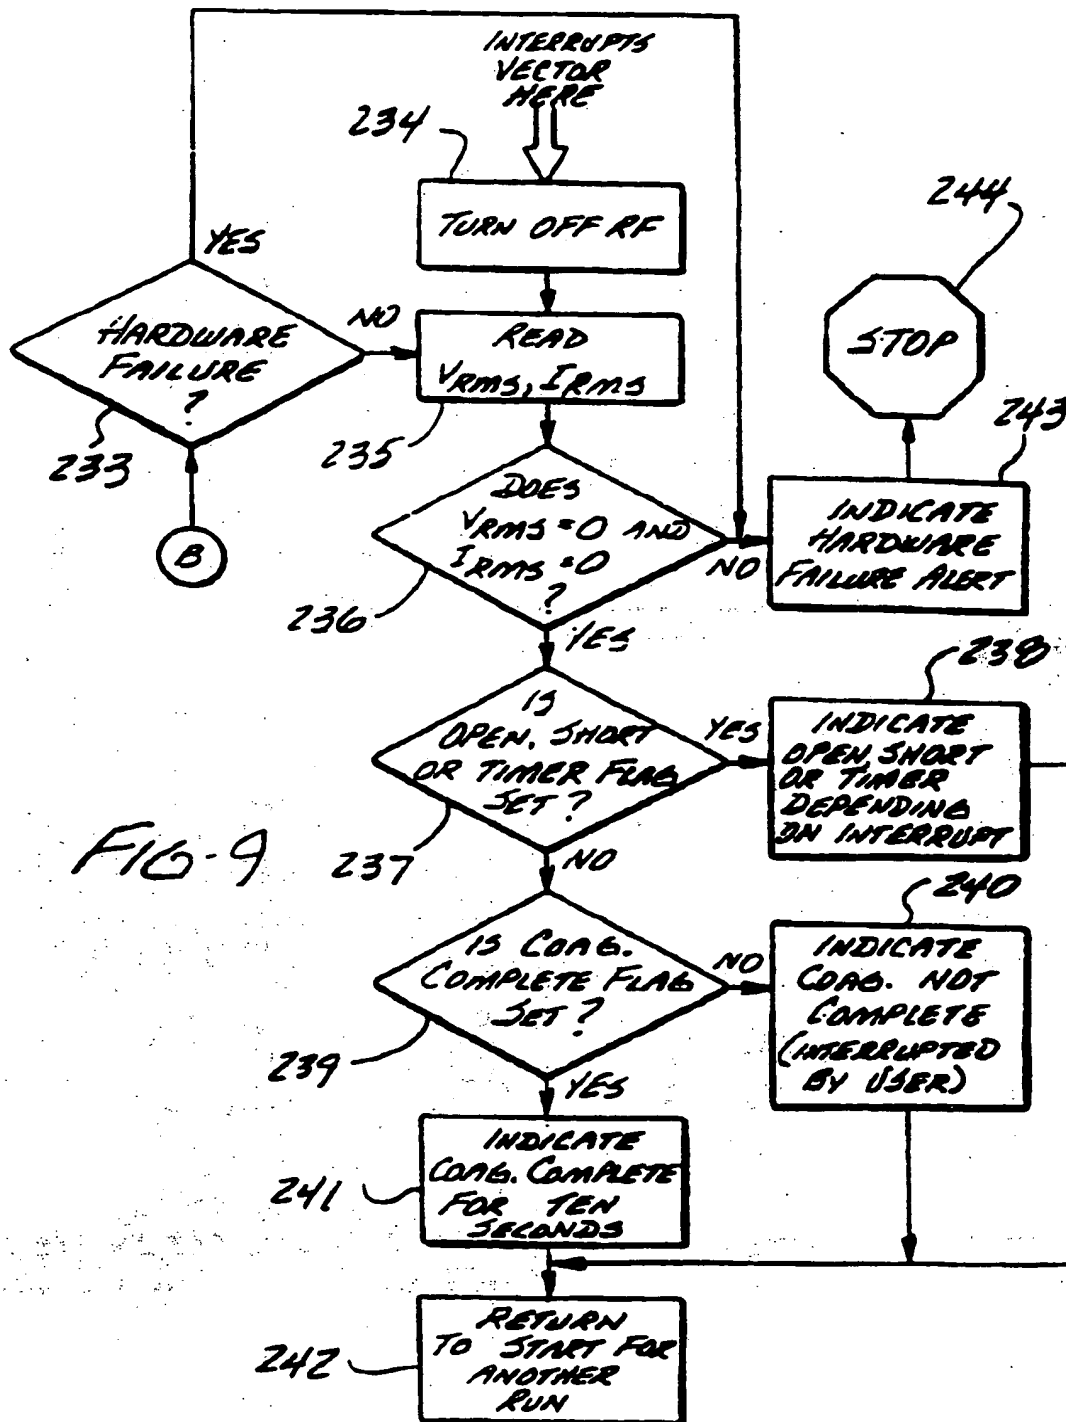 INTERRUPTS
VECTOR
HERE
234
TURN OFF RF
244
STOP
YES
HARDWARE
FAILURE
?
NO
233
READ
VRMS, IRMS
235
B
DOES
VRMS = 0 AND
IRMS = 0
?
236
NO
243
INDICATE
HARDWARE
FAILURE ALERT
YES
IS
OPEN, SHORT
OR TIMER FLAG
SET?
237
YES
238
INDICATE
OPEN, SHORT
OR TIMER
DEPENDING
ON INTERRUPT
FIG-9
NO
IS COAG.
COMPLETE FLAG
SET?
239
NO
240
INDICATE
COAG. NOT
COMPLETE
(INTERRUPTED
BY USER)
YES
INDICATE
COAG. COMPLETE
FOR TEN
SECONDS
241
RETURN
TO START FOR
ANOTHER
RUN
242